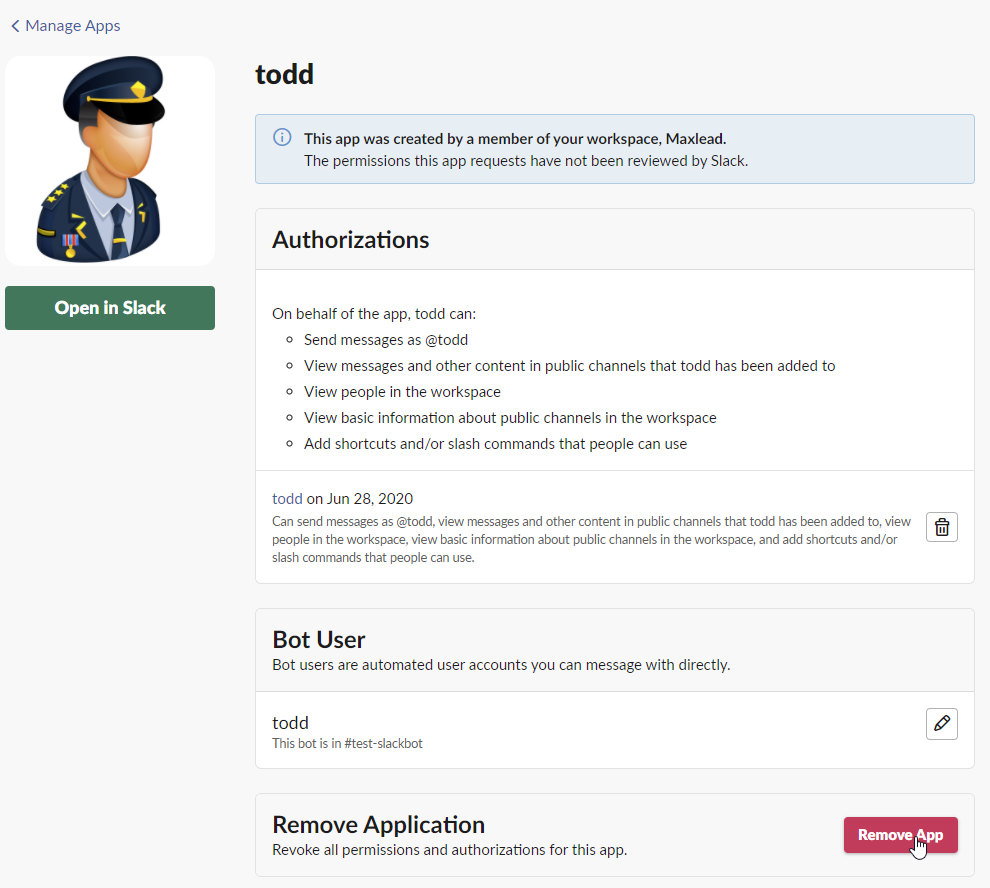 Manage Apps
todd
This app was created by a member of your workspace, Maxlead.
The permissions this app requests have not been reviewed by Slack.
Open in Slack
Authorizations
On behalf of the app, todd can:
Send messages as @todd
View messages and other content in public channels that todd has been added to
View people in the workspace
View basic information about public channels in the workspace
Add shortcuts and/or slash commands that people can use
todd on Jun 28, 2020
Can send messages as @todd, view messages and other content in public channels that todd has been added to, view
people in the workspace, view basic information about public channels in the workspace, and add shortcuts and/or
slash commands that people can use.
Bot User
Bot users are automated user accounts you can message with directly.
todd
This bot is in #test-slackbot
Remove Application
Revoke all permissions and authorizations for this app.
Remove App